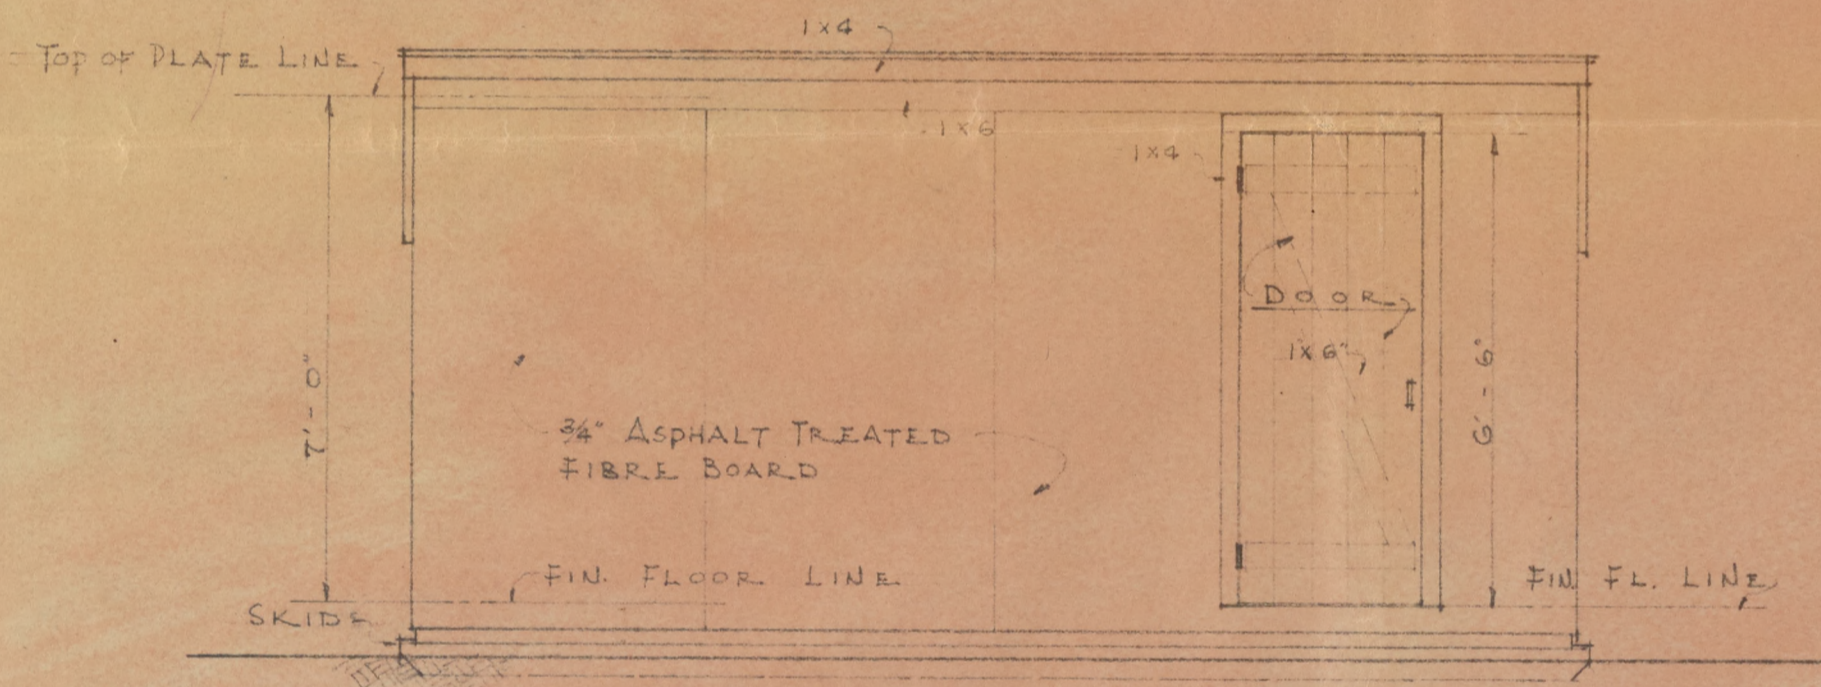 1x4
TOP OF PLATE LINE
1x6
1x4
DOOR
1x6"
7'-0"
6'-6"
3/4" ASPHALT TREATED
FIBRE BOARD
FIN. FLOOR LINE
FIN. FL. LINE
SKIDS